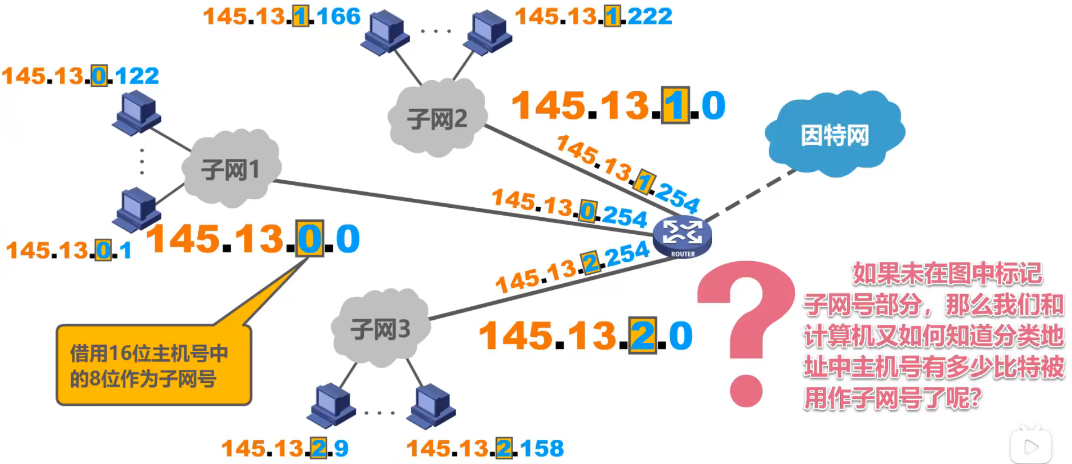 145.13.1.166
145.13.1.222
145.13.0.122
子网2
145.13.1.0
因特网
子网1
145.13.1.254
145.13.0.254
145.13.0.1
145.13.0.0
ROUTER
145.13.2.254
借用16位主机号中
的8位作为子网号
子网3
145.13.2.0
?
如果未在图中标记
子网号部分，那么我们和
计算机又如何知道分类地
址中主机号有多少比特被
用作子网号了呢？
145.13.2.9
145.13.2.158